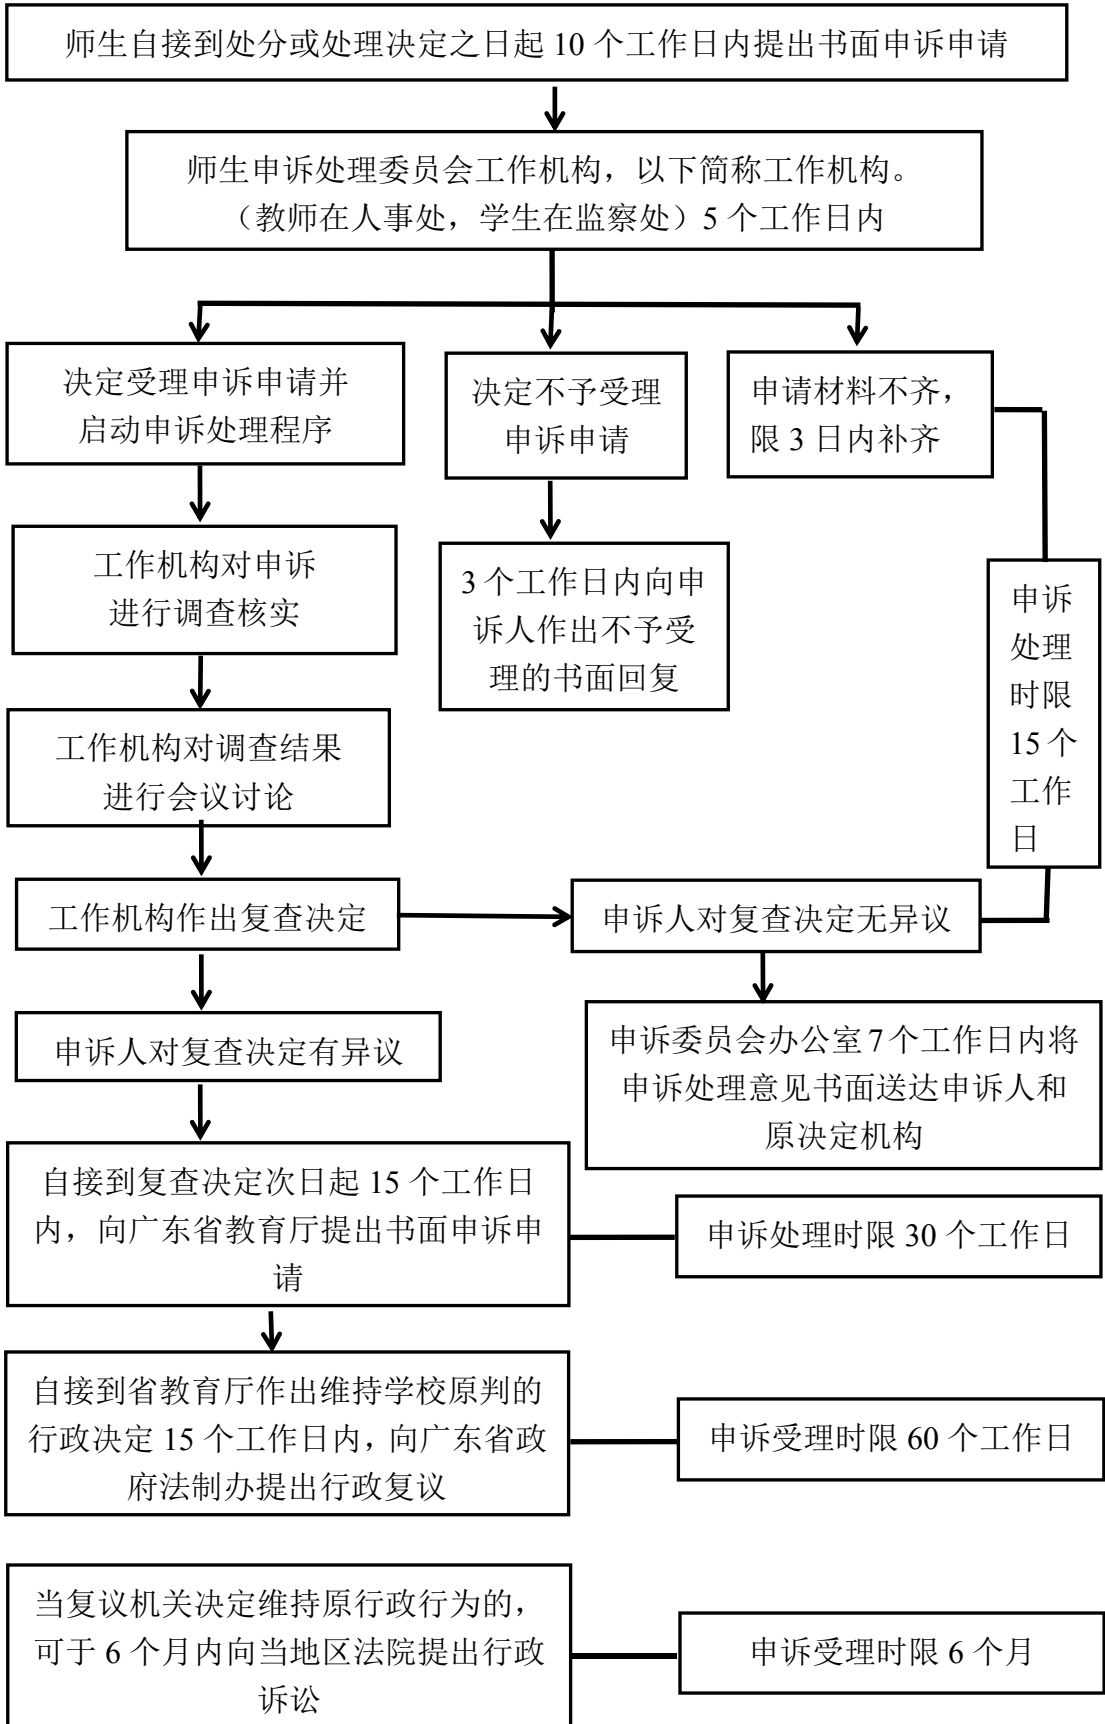 师生自接到处分或处理决定之日起 10 个工作日内提出书面申诉申请
师生申诉处理委员会工作机构，以下简称工作机构。
（教师在人事处，学生在监察处）5 个工作日内
决定受理申诉申请并
启动申诉处理程序
决定不予受理
申诉申请
申请材料不齐，
限 3 日内补齐
工作机构对申诉
进行调查核实
3 个工作日内向申
诉人作出不予受
理的书面回复
申诉
处理
时限
15 个
工作
日
工作机构对调查结果
进行会议讨论
工作机构作出复查决定
申诉人对复查决定无异议
申诉人对复查决定有异议
申诉委员会办公室 7 个工作日内将
申诉处理意见书面送达申诉人和
原决定机构
自接到复查决定次日起 15 个工作日
内，向广东省教育厅提出书面申诉申
请
申诉处理时限 30 个工作日
自接到省教育厅作出维持学校原判的
行政决定 15 个工作日内，向广东省政
府法制办提出行政复议
申诉受理时限 60 个工作日
当复议机关决定维持原行政行为的，
可于 6 个月内向当地区法院提出行政
诉讼
申诉受理时限 6 个月